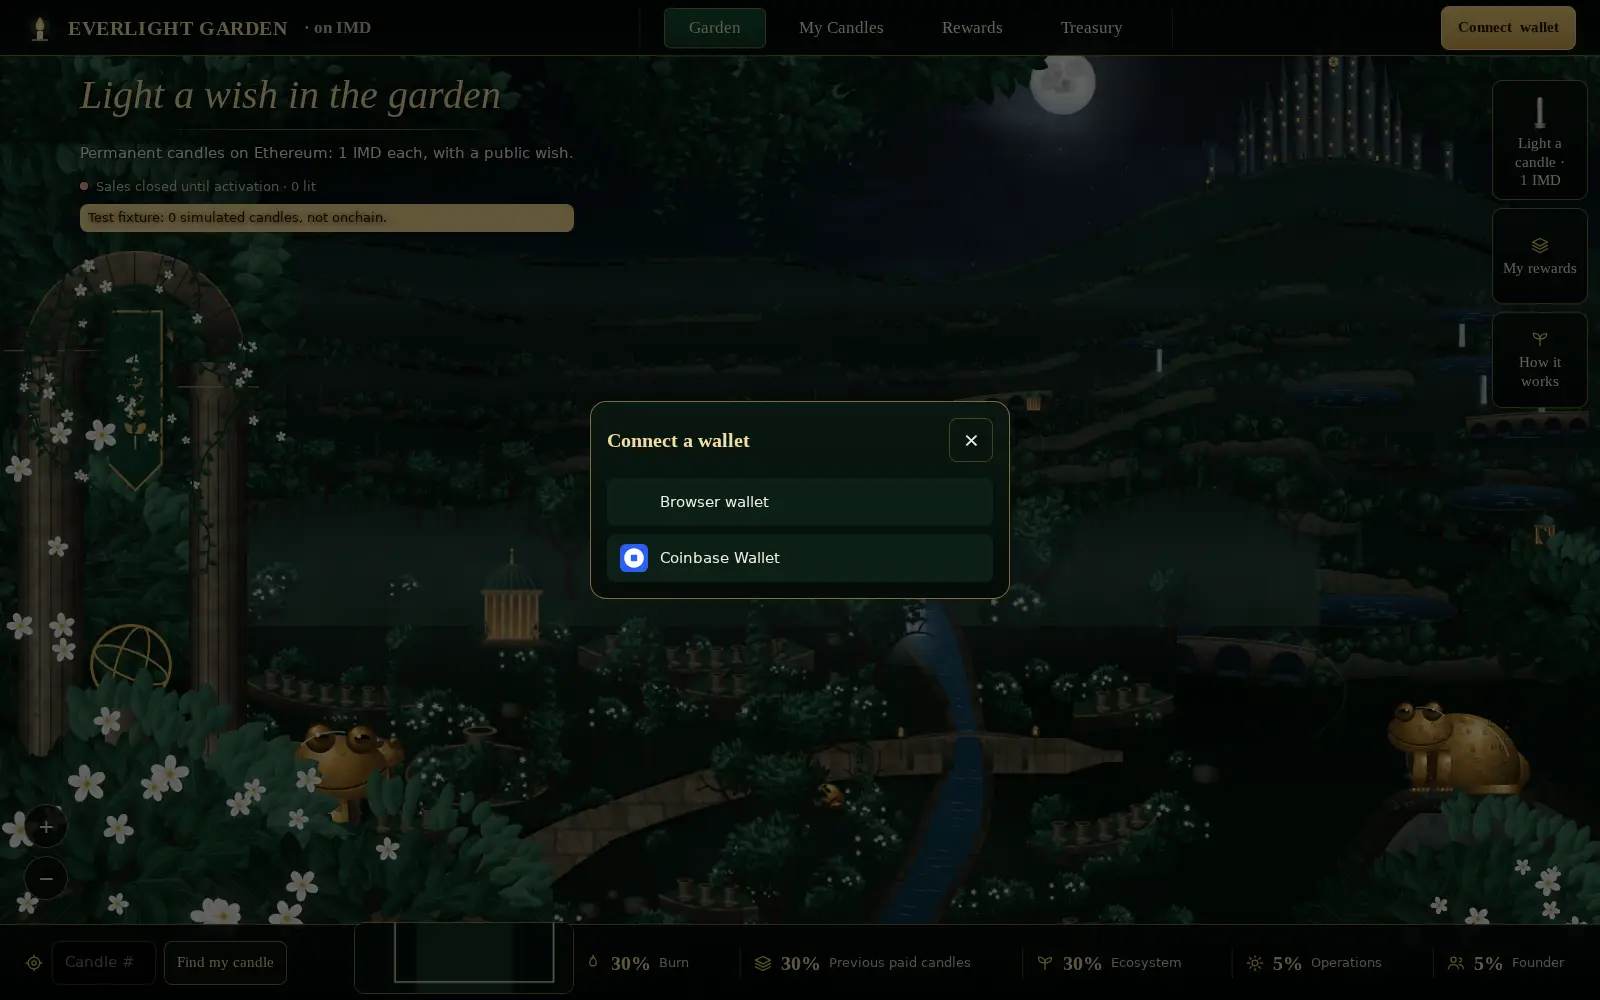 EVERLIGHT GARDEN · on IMD
Garden
My Candles
Rewards
Treasury
Connect wallet
Light a wish in the garden
Permanent candles on Ethereum: 1 IMD each, with a public wish.
Sales closed until activation · 0 lit
Test fixture: 0 simulated candles, not onchain.
Light a
candle ·
1 IMD
My rewards
How it
works
Connect a wallet
Browser wallet
Coinbase Wallet
Candle #
Find my candle
30% Burn
30% Previous paid candles
30% Ecosystem
5% Operations
5% Founder